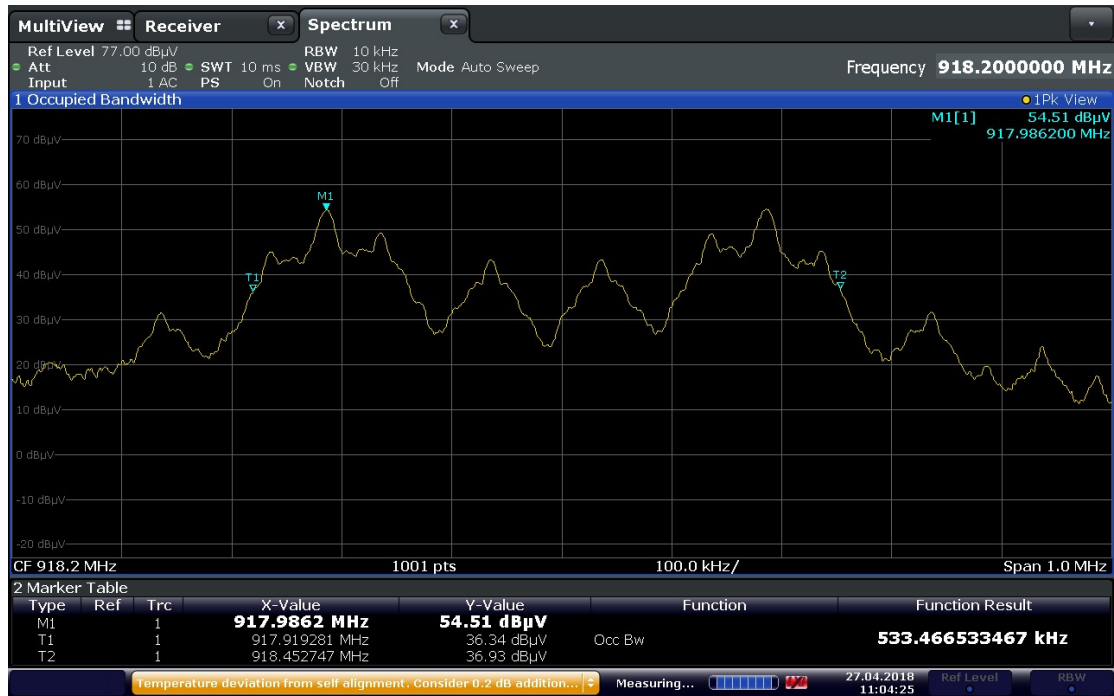 MultiView Receiver X Spectrum X
Ref Level 77.00 dBµV RBW 10 kHz
Att 10 dB SWT 10 ms VBW 30 kHz Mode Auto Sweep
Input 1 AC PS On Notch Off
Frequency 918.2000000 MHz
1 Occupied Bandwidth 1Pk View
M1[1] 54.51 dBµV
917.986200 MHz
70 dBµV
60 dBµV
M1
50 dBµV
40 dBµV
T1
T2
30 dBµV
20 dBµV
10 dBµV
0 dBµV
-10 dBµV
-20 dBµV
CF 918.2 MHz 1001 pts 100.0 kHz/ Span 1.0 MHz
2 Marker Table
Type Ref Trc X-Value Y-Value Function Function Result
M1 1 917.9862 MHz 54.51 dBµV
T1 1 917.919281 MHz 36.34 dBµV Occ Bw 533.466533467 kHz
T2 1 918.452747 MHz 36.93 dBµV
Temperature deviation from self alignment. Consider 0.2 dB addition... Measuring... 27.04.2018 Ref Level RBW
11:04:25